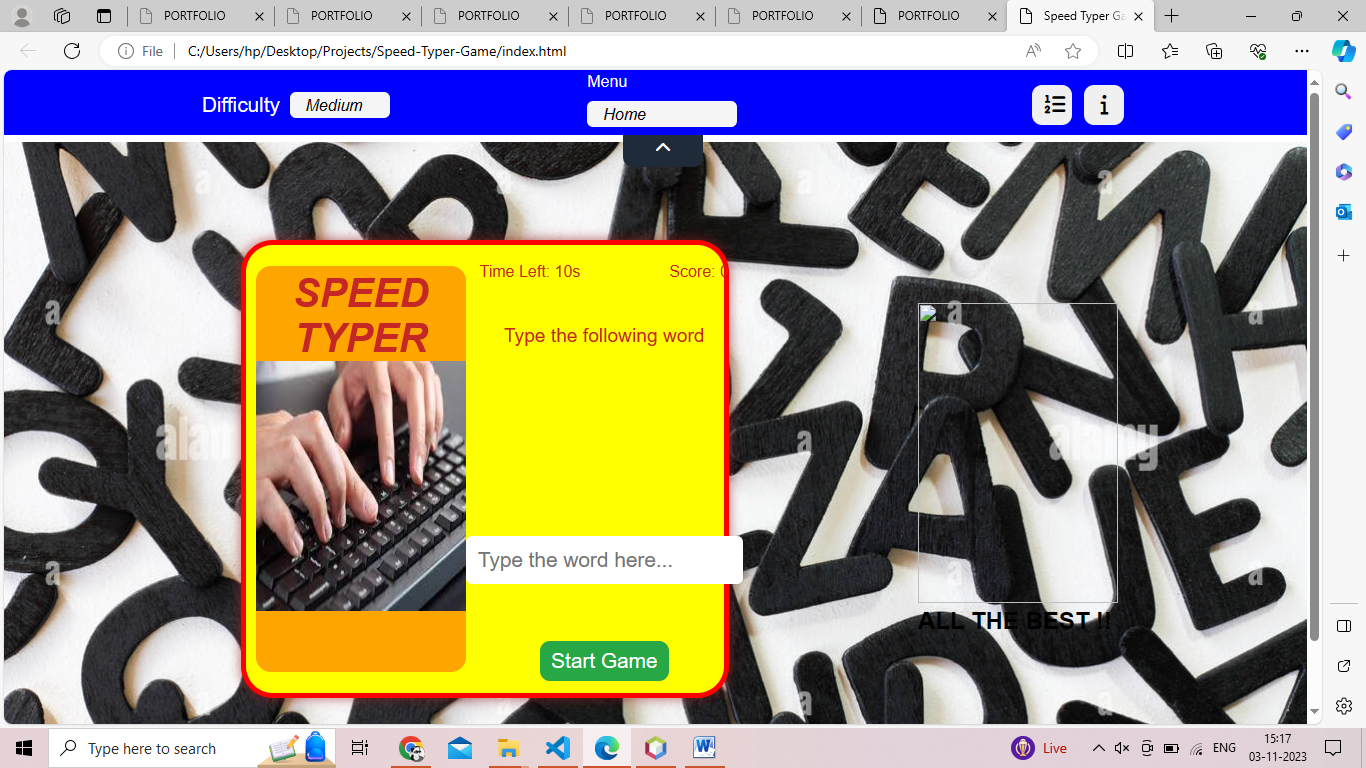 PORTFOLIO
PORTFOLIO
PORTFOLIO
PORTFOLIO
PORTFOLIO
PORTFOLIO
Speed Typer Ga
File
C:/Users/hp/Desktop/Projects/Speed-Typer-Game/index.html
Menu
Difficulty Medium
Home
SPEED
TYPER
Time Left: 10s
Score: 0
Type the following word
Type the word here...
Start Game
ALL THE BEST !!
alamy
Type here to search
Live
ENG
15:17
03-11-2023